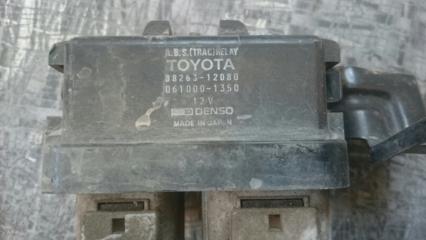 A.B.S.(TRAC)RELAY
TOYOTA
88263-12080
061000-1350
12V
DENSO
MADE IN JAPAN